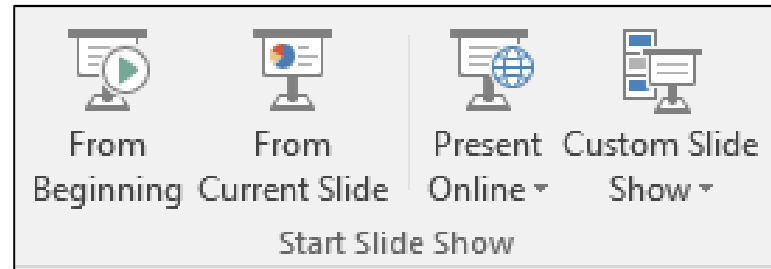 From Beginning
From Current Slide
Present Online
Custom Slide Show
Start Slide Show